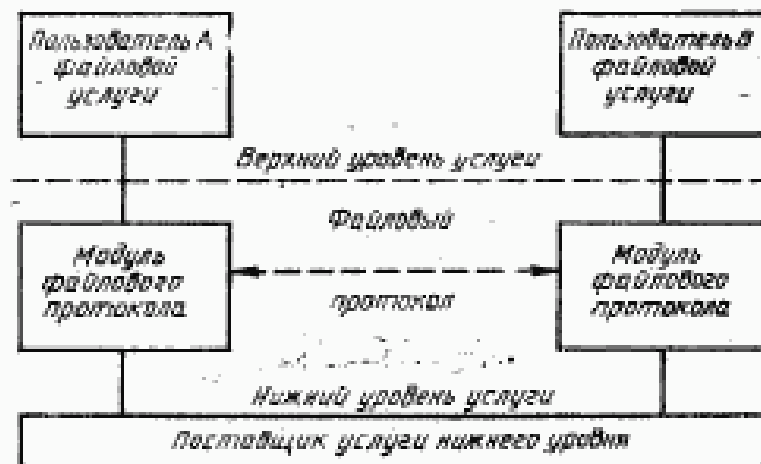 Пользователь А
файловой
услуги
Пользователь В
файловой
услуги
Верхний уровень услуги
Файловый
Модуль
файлового
протокола
протокол
Модуль
файлового
протокола
Нижний уровень услуги
Поставщик услуги нижнего уровня